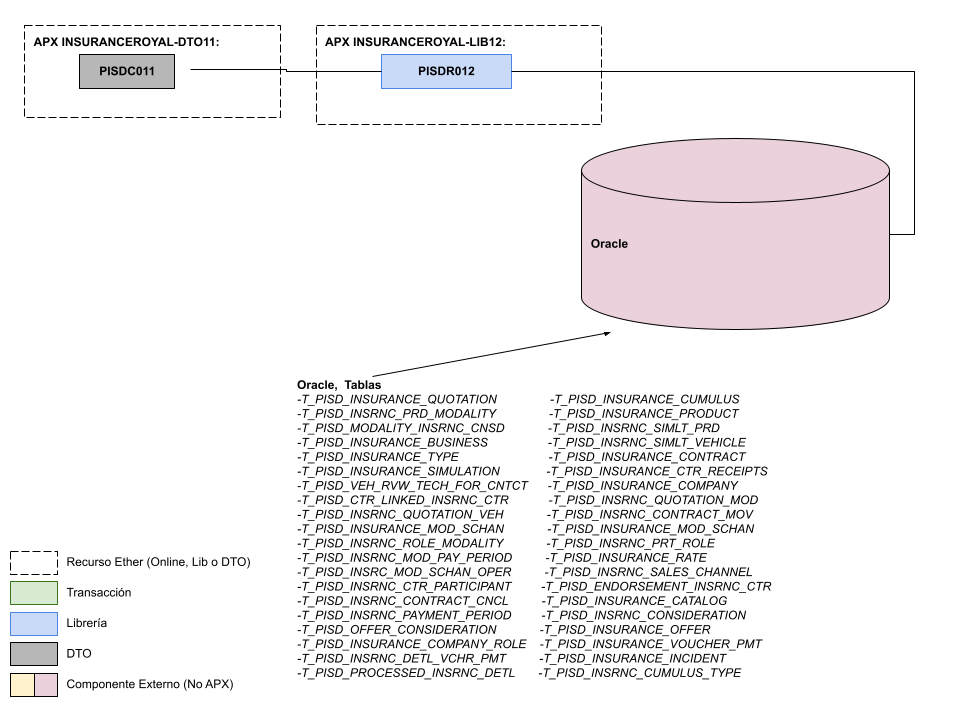 APX INSURANCEROYAL-DTO11:
PISDC011
APX INSURANCEROYAL-LIB12:
PISDR012
Oracle
Oracle,  Tablas
-T_PISD_INSURANCE_QUOTATION -T_PISD_INSURANCE_CUMULUS
-T_PISD_INSRNC_PRD_MODALITY -T_PISD_INSURANCE_PRODUCT
-T_PISD_MODALITY_INSRNC_CNSD -T_PISD_INSRNC_SIMLT_PRD
-T_PISD_INSURANCE_BUSINESS -T_PISD_INSRNC_SIMLT_VEHICLE
-T_PISD_INSURANCE_TYPE -T_PISD_INSURANCE_CONTRACT
-T_PISD_INSURANCE_SIMULATION -T_PISD_INSURANCE_CTR_RECEIPTS
-T_PISD_VEH_RVW_TECH_FOR_CNTCT -T_PISD_INSURANCE_COMPANY
-T_PISD_CTR_LINKED_INSRNC_CTR -T_PISD_INSRNC_QUOTATION_MOD
-T_PISD_INSRNC_QUOTATION_VEH -T_PISD_INSRNC_CONTRACT_MOV
-T_PISD_INSURANCE_MOD_SCHAN -T_PISD_INSURANCE_MOD_SCHAN
-T_PISD_INSRNC_ROLE_MODALITY -T_PISD_INSRNC_PRT_ROLE
-T_PISD_INSRNC_MOD_PAY_PERIOD -T_PISD_INSURANCE_RATE
-T_PISD_INSRC_MOD_SCHAN_OPER -T_PISD_INSRNC_SALES_CHANNEL
-T_PISD_INSRNC_CTR_PARTICIPANT -T_PISD_ENDORSEMENT_INSRNC_CTR
-T_PISD_INSRNC_CONTRACT_CNCL -T_PISD_INSURANCE_CATALOG
-T_PISD_INSRNC_PAYMENT_PERIOD -T_PISD_INSRNC_CONSIDERATION
-T_PISD_OFFER_CONSIDERATION -T_PISD_INSURANCE_OFFER
-T_PISD_INSURANCE_COMPANY_ROLE -T_PISD_INSURANCE_VOUCHER_PMT
-T_PISD_INSRNC_DETL_VCHR_PMT -T_PISD_INSURANCE_INCIDENT
-T_PISD_PROCESSED_INSRNC_DETL -T_PISD_INSRNC_CUMULUS_TYPE
Recurso Ether (Online, Lib o DTO)
Transacción
Librería
DTO
Componente Externo (No APX)